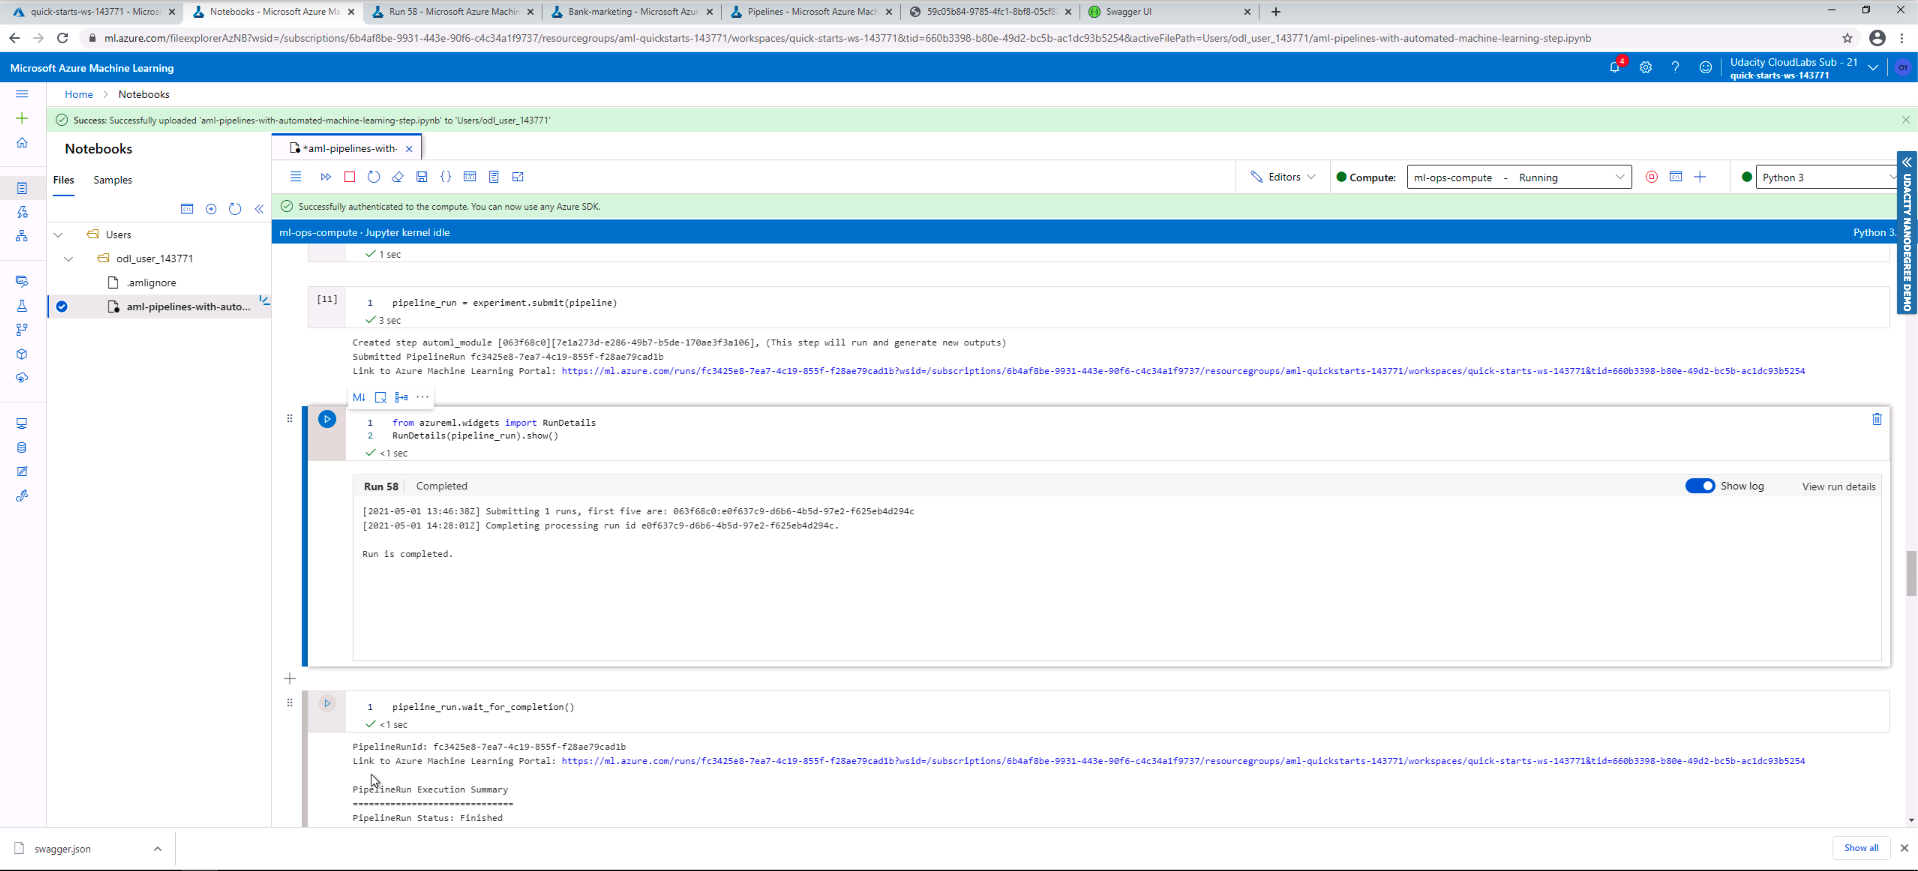 quick-starts-ws-143771 - Micros
Notebooks - Microsoft Azure Ma
Run 58 - Microsoft Azure Machin
Bank-marketing - Microsoft Azur
Pipelines - Microsoft Azure Mach
59c05b84-9785-4fc1-8bf8-05cf8
Swagger UI
ml.azure.com/fileexplorerAzNB?wsid=/subscriptions/6b4af8be-9931-443e-90f6-c4c34a1f9737/resourcegroups/aml-quickstarts-143771/workspaces/quick-starts-ws-143771&tid=660b3398-b80e-49d2-bc5b-ac1dc93b5254&activeFilePath=Users/odl_user_143771/aml-pipelines-with-automated-machine-learning-step.ipynb
Microsoft Azure Machine Learning
4
Udacity CloudLabs Sub - 21
quick-starts-ws-143771
Home > Notebooks
Success: Successfully uploaded 'aml-pipelines-with-automated-machine-learning-step.ipynb' to 'Users/odl_user_143771'
Notebooks
*aml-pipelines-with-
Files
Samples
Editors
Compute:
ml-ops-compute - Running
Python 3
UDACITY NANODEGREE DEMO
Successfully authenticated to the compute. You can now use any Azure SDK.
ml-ops-compute · Jupyter kernel idle
Python 3.
Users
odl_user_143771
.amlignore
aml-pipelines-with-auto...
1 sec
[11]
1 pipeline_run = experiment.submit(pipeline)
3 sec
Created step automl_module [063f68c0][7e1a273d-e286-49b7-b5de-170ae3f3a106], (This step will run and generate new outputs)
Submitted PipelineRun fc3425e8-7ea7-4c19-855f-f28ae79cad1b
Link to Azure Machine Learning Portal: https://ml.azure.com/runs/fc3425e8-7ea7-4c19-855f-f28ae79cad1b?wsid=/subscriptions/6b4af8be-9931-443e-90f6-c4c34a1f9737/resourcegroups/aml-quickstarts-143771/workspaces/quick-starts-ws-143771&tid=660b3398-b80e-49d2-bc5b-ac1dc93b5254
M↓
1 from azureml.widgets import RunDetails
2 RunDetails(pipeline_run).show()
<1 sec
Run 58
Completed
Show log
View run details
[2021-05-01 13:46:38Z] Submitting 1 runs, first five are: 063f68c0:e0f637c9-d6b6-4b5d-97e2-f625eb4d294c
[2021-05-01 14:28:01Z] Completing processing run id e0f637c9-d6b6-4b5d-97e2-f625eb4d294c.
Run is completed.
1 pipeline_run.wait_for_completion()
<1 sec
PipelineRunId: fc3425e8-7ea7-4c19-855f-f28ae79cad1b
Link to Azure Machine Learning Portal: https://ml.azure.com/runs/fc3425e8-7ea7-4c19-855f-f28ae79cad1b?wsid=/subscriptions/6b4af8be-9931-443e-90f6-c4c34a1f9737/resourcegroups/aml-quickstarts-143771/workspaces/quick-starts-ws-143771&tid=660b3398-b80e-49d2-bc5b-ac1dc93b5254
PipelineRun Execution Summary
==============================
PipelineRun Status: Finished
swagger.json
Show all